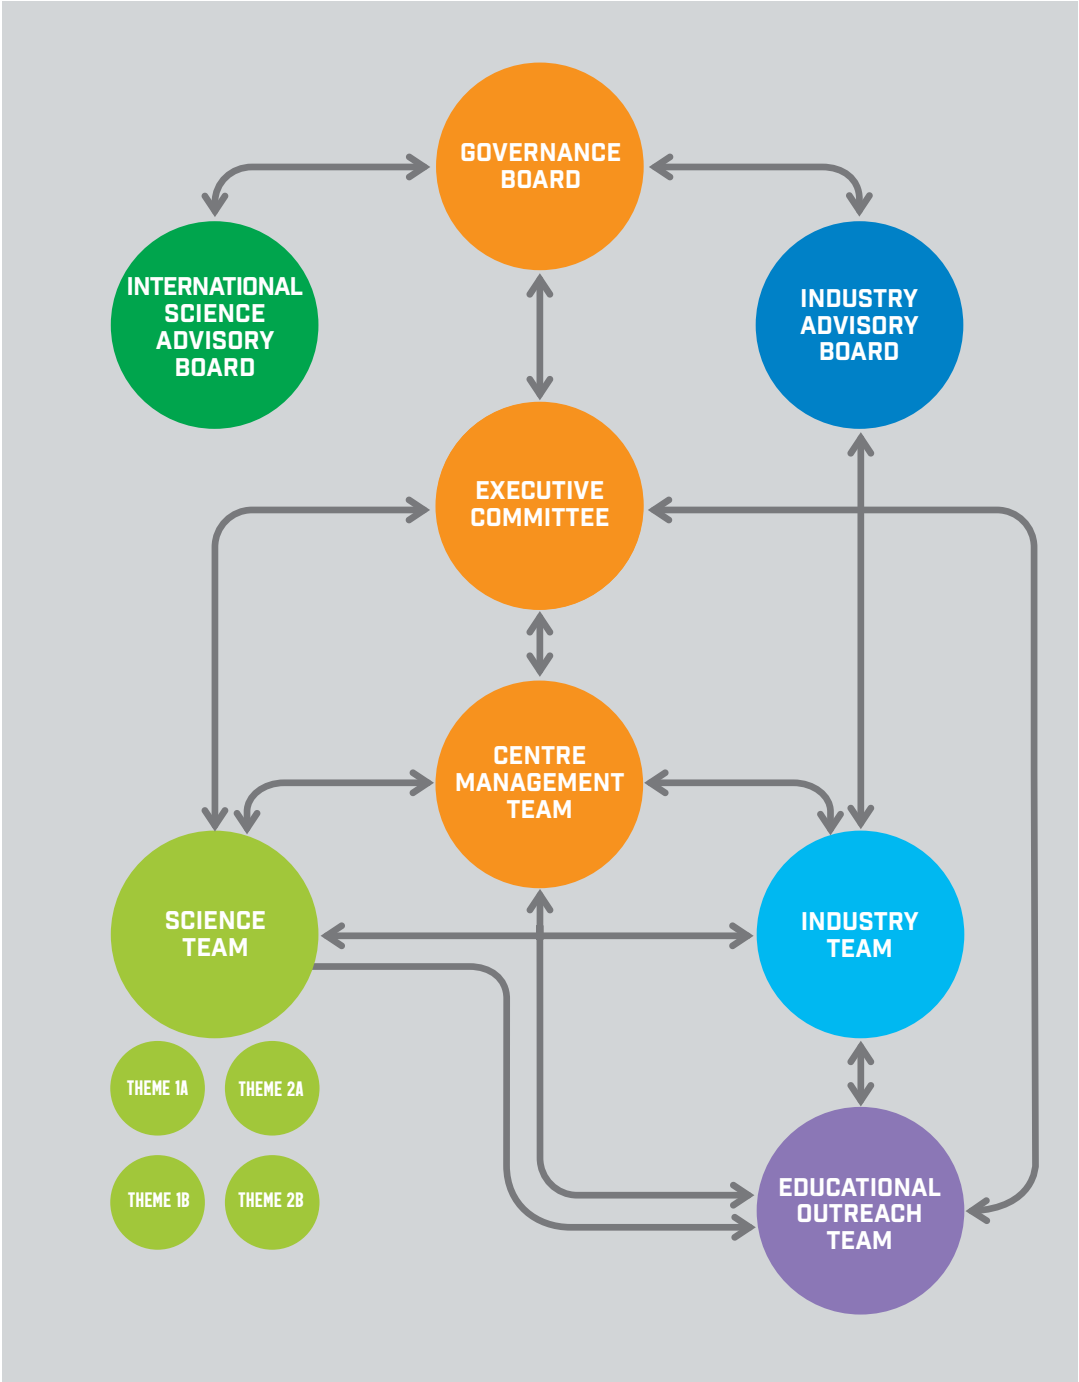 GOVERNANCE
BOARD
INTERNATIONAL
SCIENCE
ADVISORY
BOARD
INDUSTRY
ADVISORY
BOARD
EXECUTIVE
COMMITTEE
CENTRE
MANAGEMENT
TEAM
SCIENCE
TEAM
INDUSTRY
TEAM
THEME 1A
THEME 2A
THEME 1B
THEME 2B
EDUCATIONAL
OUTREACH
TEAM